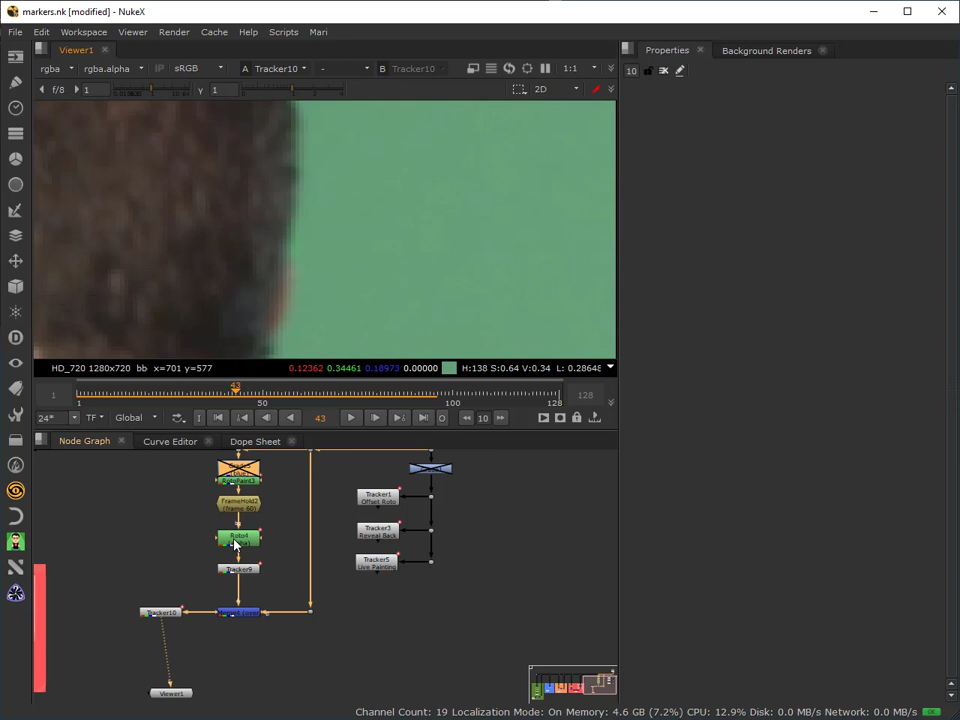 markers.nk [modified] - NukeX
File Edit Workspace Viewer Render Cache Help Scripts Mari
Viewer1
Properties Background Renders
rgba rgba.alpha IP sRGB A Tracker10 - B Tracker10 1:1
10
f/8 1 y 1 2D
HD_720 1280x720 bb x=701 y=577 0.12362 0.34461 0.18973 0.00000 H:138 S:0.64 V:0.34 L: 0.28648
43
1 1 50 100 128 128
24* TF Global 43 10
Node Graph Curve Editor Dope Sheet
RotoPaint3
FrameHold2
(frame 60)
Roto4
Tracker9
Tracker10
Viewer1
Tracker1
Offset Roto
Tracker3
Reveal Back
Tracker5
Live Painting
Channel Count: 19 Localization Mode: On Memory: 4.6 GB (7.2%) CPU: 12.9% Disk: 0.0 MB/s Network: 0.0 MB/s OK